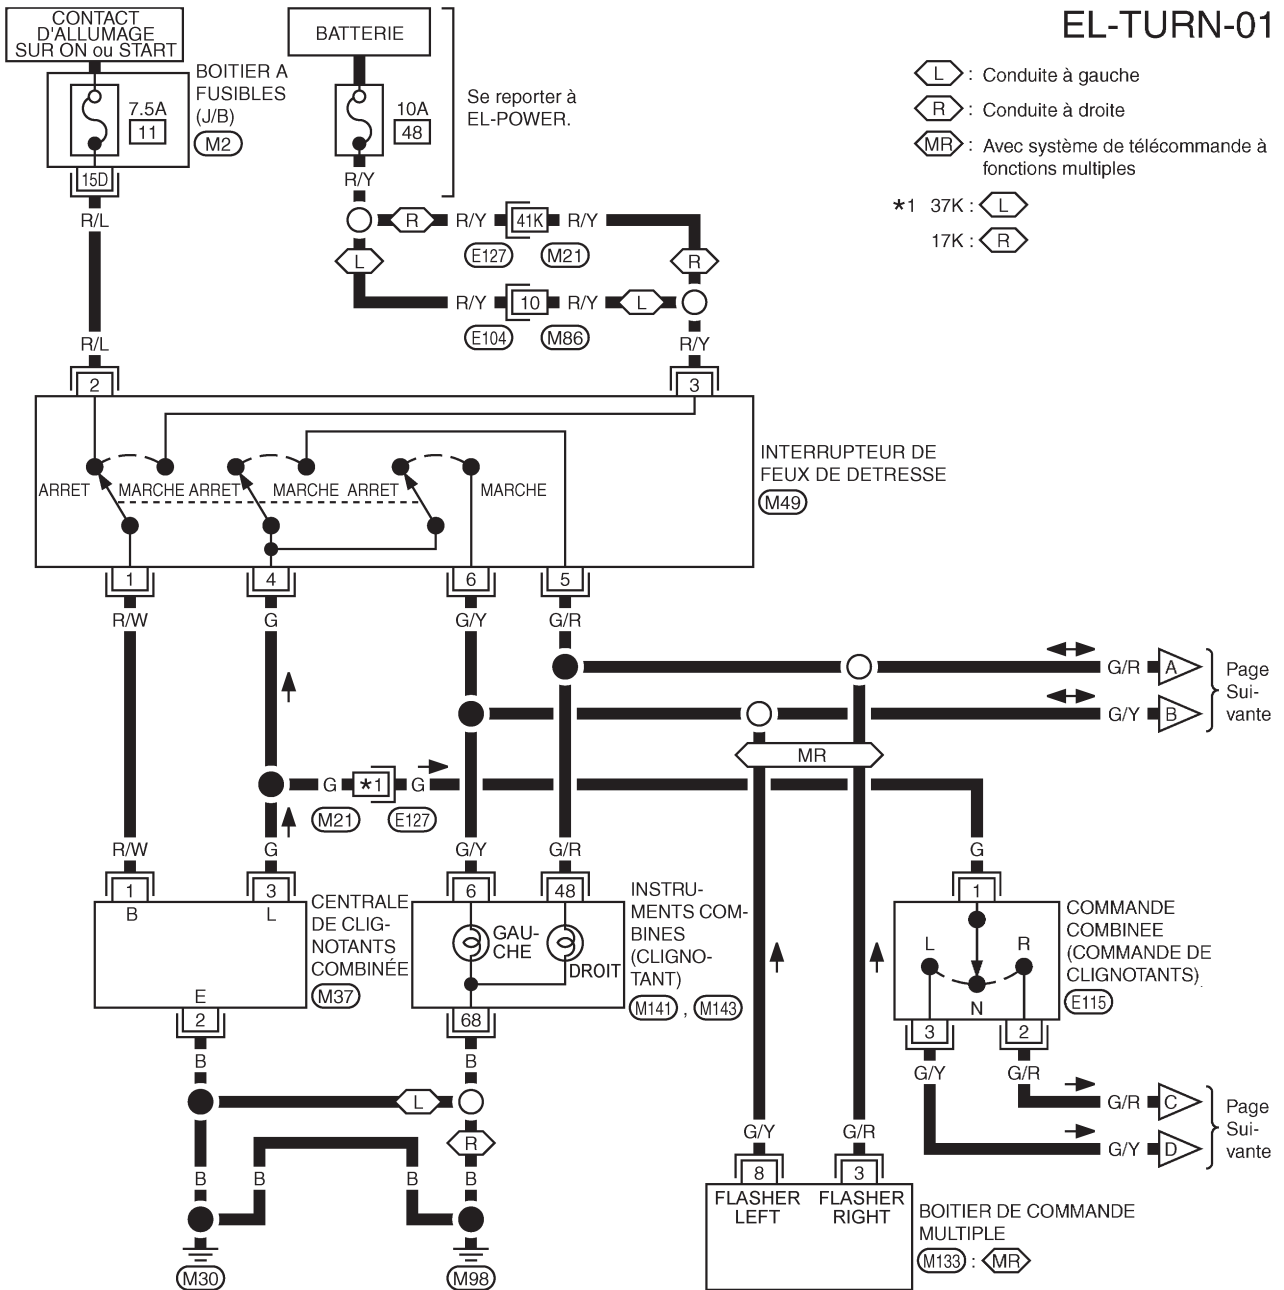 EL-TURN-01
CONTACT
D'ALLUMAGE
SUR ON ou START
BATTERIE
BOITIER A
FUSIBLES
(J/B)
M2
7.5A
11
10A
48
Se reporter à
EL-POWER.
L : Conduite à gauche
R : Conduite à droite
MR : Avec système de télécommande à
fonctions multiples
*1 37K : L
17K : R
15D
R/Y
R/L
R
R/Y
41K
R/Y
E127
M21
L
R
R/Y
10
R/Y
L
E104
M86
R/L
R/Y
2
3
INTERRUPTEUR DE
FEUX DE DETRESSE
M49
ARRET
MARCHE
ARRET
MARCHE
ARRET
MARCHE
1
4
6
5
R/W
G
G/Y
G/R
G/R
A
G/Y
B
Page
Sui-
vante
MR
G
*1
G
M21
E127
R/W
G
G/Y
G/R
G
1
3
6
48
1
B
L
E
CENTRALE
DE CLIG-
NOTANTS
COMBINÉE
M37
GAU-
CHE
DROIT
INSTRU-
MENTS COM-
BINES
(CLIGNO-
TANT)
M141 , M143
L
R
N
COMMANDE
COMBINEE
(COMMANDE DE
CLIGNOTANTS)
E115
2
68
3
2
B
B
G/Y
G/R
L
R
G/R
C
G/Y
D
Page
Sui-
vante
G/Y
G/R
B
B
B
B
8
3
FLASHER
LEFT
FLASHER
RIGHT
BOITIER DE COMMANDE
MULTIPLE
M133 : MR
M30
M98